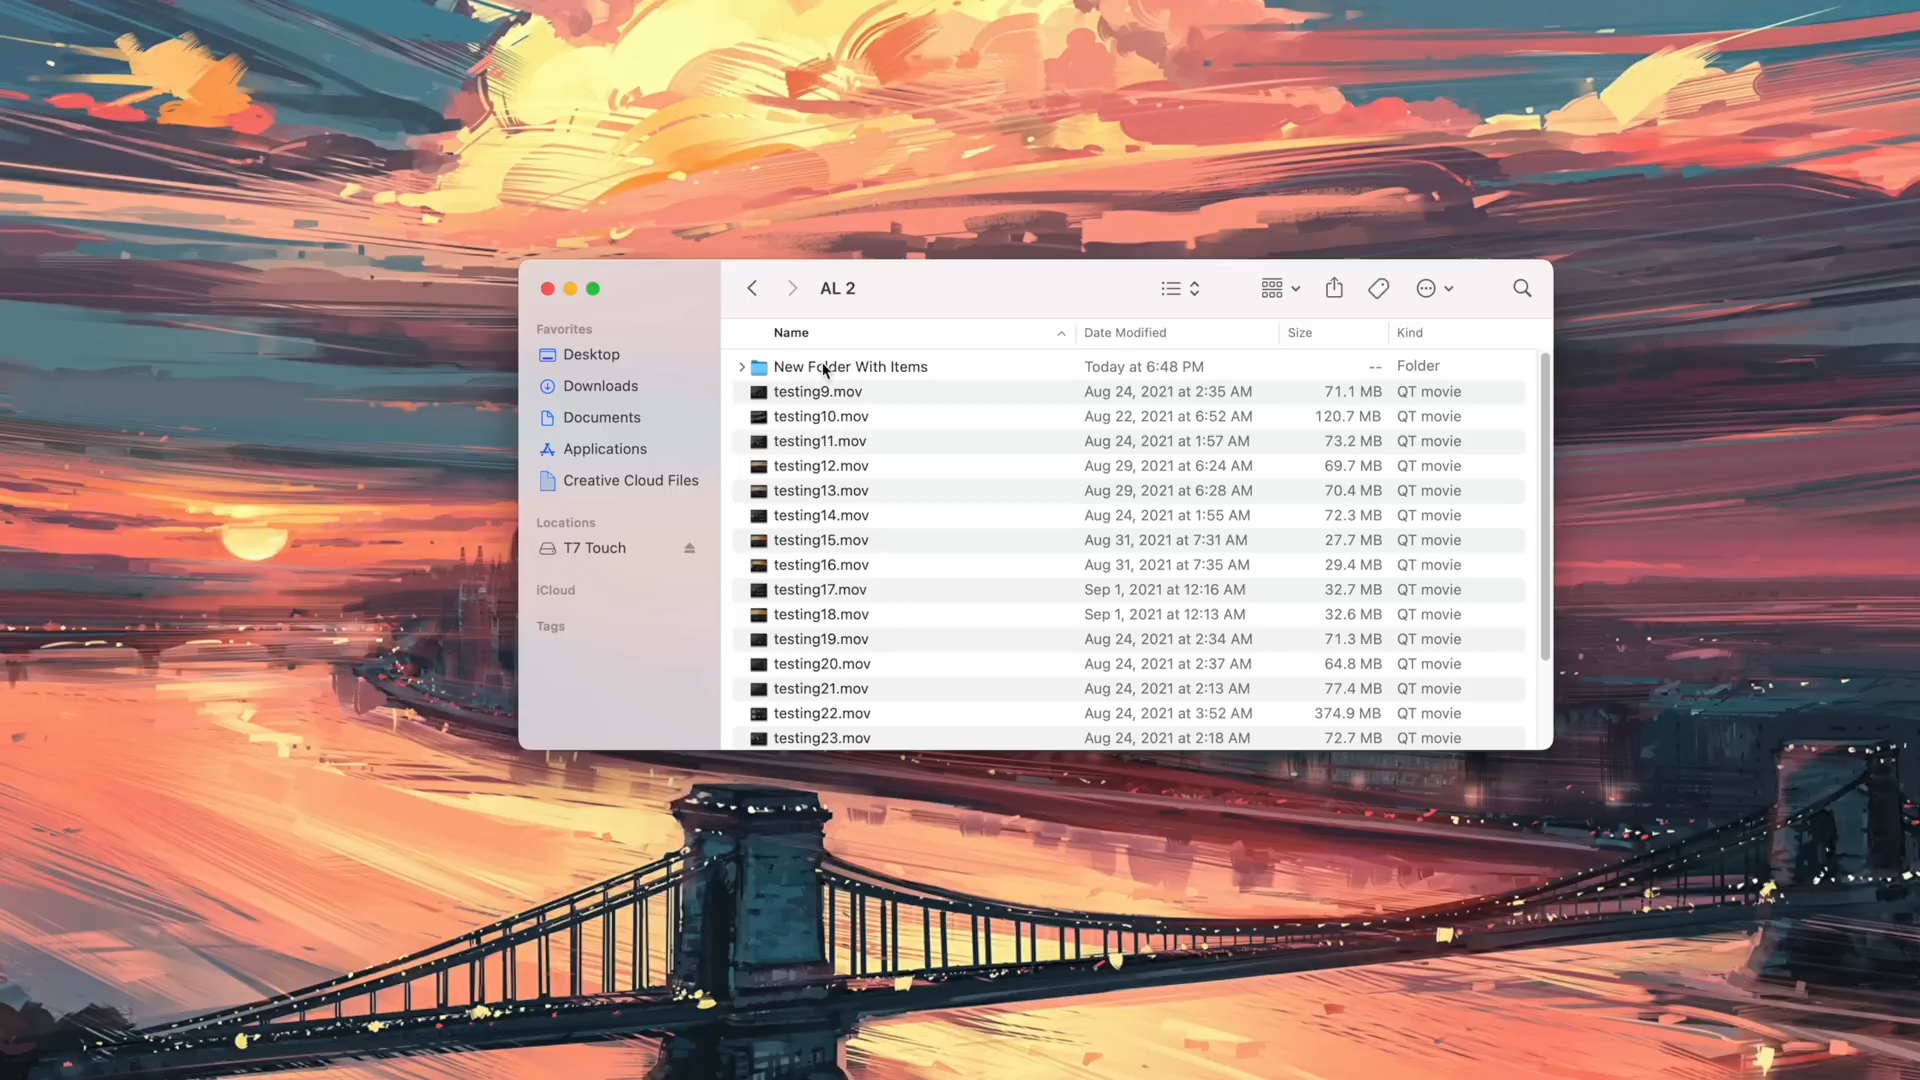 AL 2
Favorites
Desktop
Downloads
Documents
Applications
Creative Cloud Files
Locations
T7 Touch
iCloud
Tags
Name Date Modified Size Kind
New Folder With Items Today at 6:48 PM -- Folder
testing9.mov Aug 24, 2021 at 2:35 AM 71.1 MB QT movie
testing10.mov Aug 22, 2021 at 6:52 AM 120.7 MB QT movie
testing11.mov Aug 24, 2021 at 1:57 AM 73.2 MB QT movie
testing12.mov Aug 29, 2021 at 6:24 AM 69.7 MB QT movie
testing13.mov Aug 29, 2021 at 6:28 AM 70.4 MB QT movie
testing14.mov Aug 24, 2021 at 1:55 AM 72.3 MB QT movie
testing15.mov Aug 31, 2021 at 7:31 AM 27.7 MB QT movie
testing16.mov Aug 31, 2021 at 7:35 AM 29.4 MB QT movie
testing17.mov Sep 1, 2021 at 12:16 AM 32.7 MB QT movie
testing18.mov Sep 1, 2021 at 12:13 AM 32.6 MB QT movie
testing19.mov Aug 24, 2021 at 2:34 AM 71.3 MB QT movie
testing20.mov Aug 24, 2021 at 2:37 AM 64.8 MB QT movie
testing21.mov Aug 24, 2021 at 2:13 AM 77.4 MB QT movie
testing22.mov Aug 24, 2021 at 3:52 AM 374.9 MB QT movie
testing23.mov Aug 24, 2021 at 2:18 AM 72.7 MB QT movie